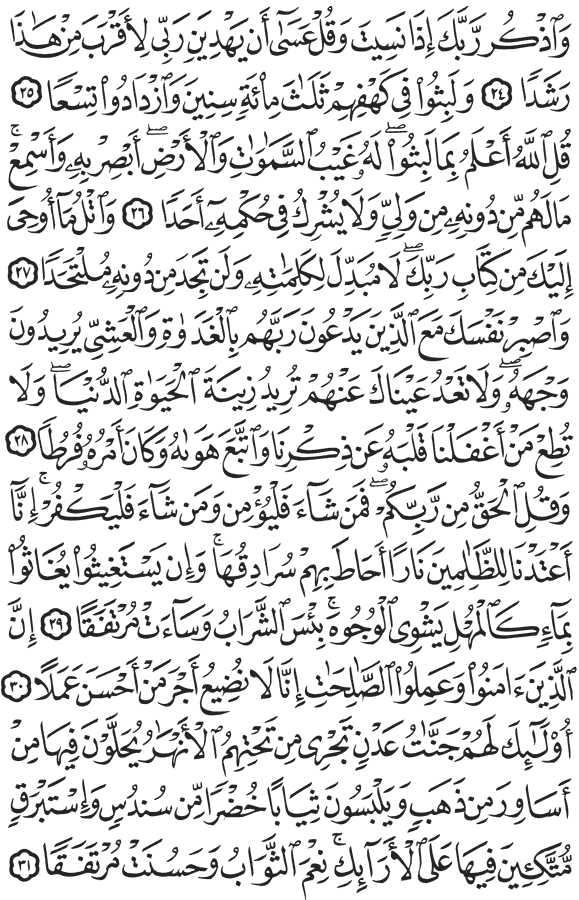 وَٱذۡكُر رَّبَّكَ إِذَا نَسِيتَ وَقُلۡ عَسَىٰٓ أَن يَهۡدِيَنِ رَبِّي لِأَقۡرَبَ مِنۡ هَٰذَا
رَشَدٗا ٢٤ وَلَبِثُواْ فِي كَهۡفِهِمۡ ثَلَٰثَ مِاْئَةٖ سِنِينَ وَٱزۡدَادُواْ تِسۡعٗا ٢٥
قُلِ ٱللَّهُ أَعۡلَمُ بِمَا لَبِثُواْۖ لَهُۥ غَيۡبُ ٱلسَّمَٰوَٰتِ وَٱلۡأَرۡضِۖ أَبۡصِرۡ بِهِۦ وَأَسۡمِعۡۚ
مَا لَهُم مِّن دُونِهِۦ مِن وَلِيّٖ وَلَا يُشۡرِكُ فِي حُكۡمِهِۦٓ أَحَدٗا ٢٦ وَٱتۡلُ مَآ أُوحِيَ
إِلَيۡكَ مِن كِتَابِ رَبِّكَۖ لَا مُبَدِّلَ لِكَلِمَٰتِهِۦ وَلَن تَجِدَ مِن دُونِهِۦ مُلۡتَحَدٗا ٢٧
وَٱصۡبِرۡ نَفۡسَكَ مَعَ ٱلَّذِينَ يَدۡعُونَ رَبَّهُم بِٱلۡغَدَوٰةِ وَٱلۡعَشِيِّ يُرِيدُونَ
وَجۡهَهُۥۖ وَلَا تَعۡدُ عَيۡنَاكَ عَنۡهُمۡ تُرِيدُ زِينَةَ ٱلۡحَيَوٰةِ ٱلدُّنۡيَاۖ وَلَا
تُطِعۡ مَنۡ أَغۡفَلۡنَا قَلۡبَهُۥ عَن ذِكۡرِنَا وَٱتَّبَعَ هَوَىٰهُ وَكَانَ أَمۡرُهُۥ فُرُطٗا ٢٨
وَقُلِ ٱلۡحَقُّ مِن رَّبِّكُمۡۖ فَمَن شَآءَ فَلۡيُؤۡمِن وَمَن شَآءَ فَلۡيَكۡفُرۡۚ إِنَّآ
أَعۡتَدۡنَا لِلظَّٰلِمِينَ نَارًا أَحَاطَ بِهِمۡ سُرَادِقُهَاۚ وَإِن يَسۡتَغِيثُواْ يُغَاثُواْ
بِمَآءٖ كَٱلۡمُهۡلِ يَشۡوِي ٱلۡوُجُوهَۚ بِئۡسَ ٱلشَّرَابُ وَسَآءَتۡ مُرۡتَفَقًا ٢٩ إِنَّ
ٱلَّذِينَ ءَامَنُواْ وَعَمِلُواْ ٱلصَّٰلِحَٰتِ إِنَّا لَا نُضِيعُ أَجۡرَ مَنۡ أَحۡسَنَ عَمَلًا ٣٠
أُوْلَٰٓئِكَ لَهُمۡ جَنَّٰتُ عَدۡنٖ تَجۡرِي مِن تَحۡتِهِمُ ٱلۡأَنۡهَٰرُ يُحَلَّوۡنَ فِيهَا مِنۡ
أَسَاوِرَ مِن ذَهَبٖ وَيَلۡبَسُونَ ثِيَابًا خُضۡرٗا مِّن سُندُسٖ وَإِسۡتَبۡرَقٖ
مُّتَّكِـِٔينَ فِيهَا عَلَى ٱلۡأَرَآئِكِۚ نِعۡمَ ٱلثَّوَابُ وَحَسُنَتۡ مُرۡتَفَقٗا ٣١